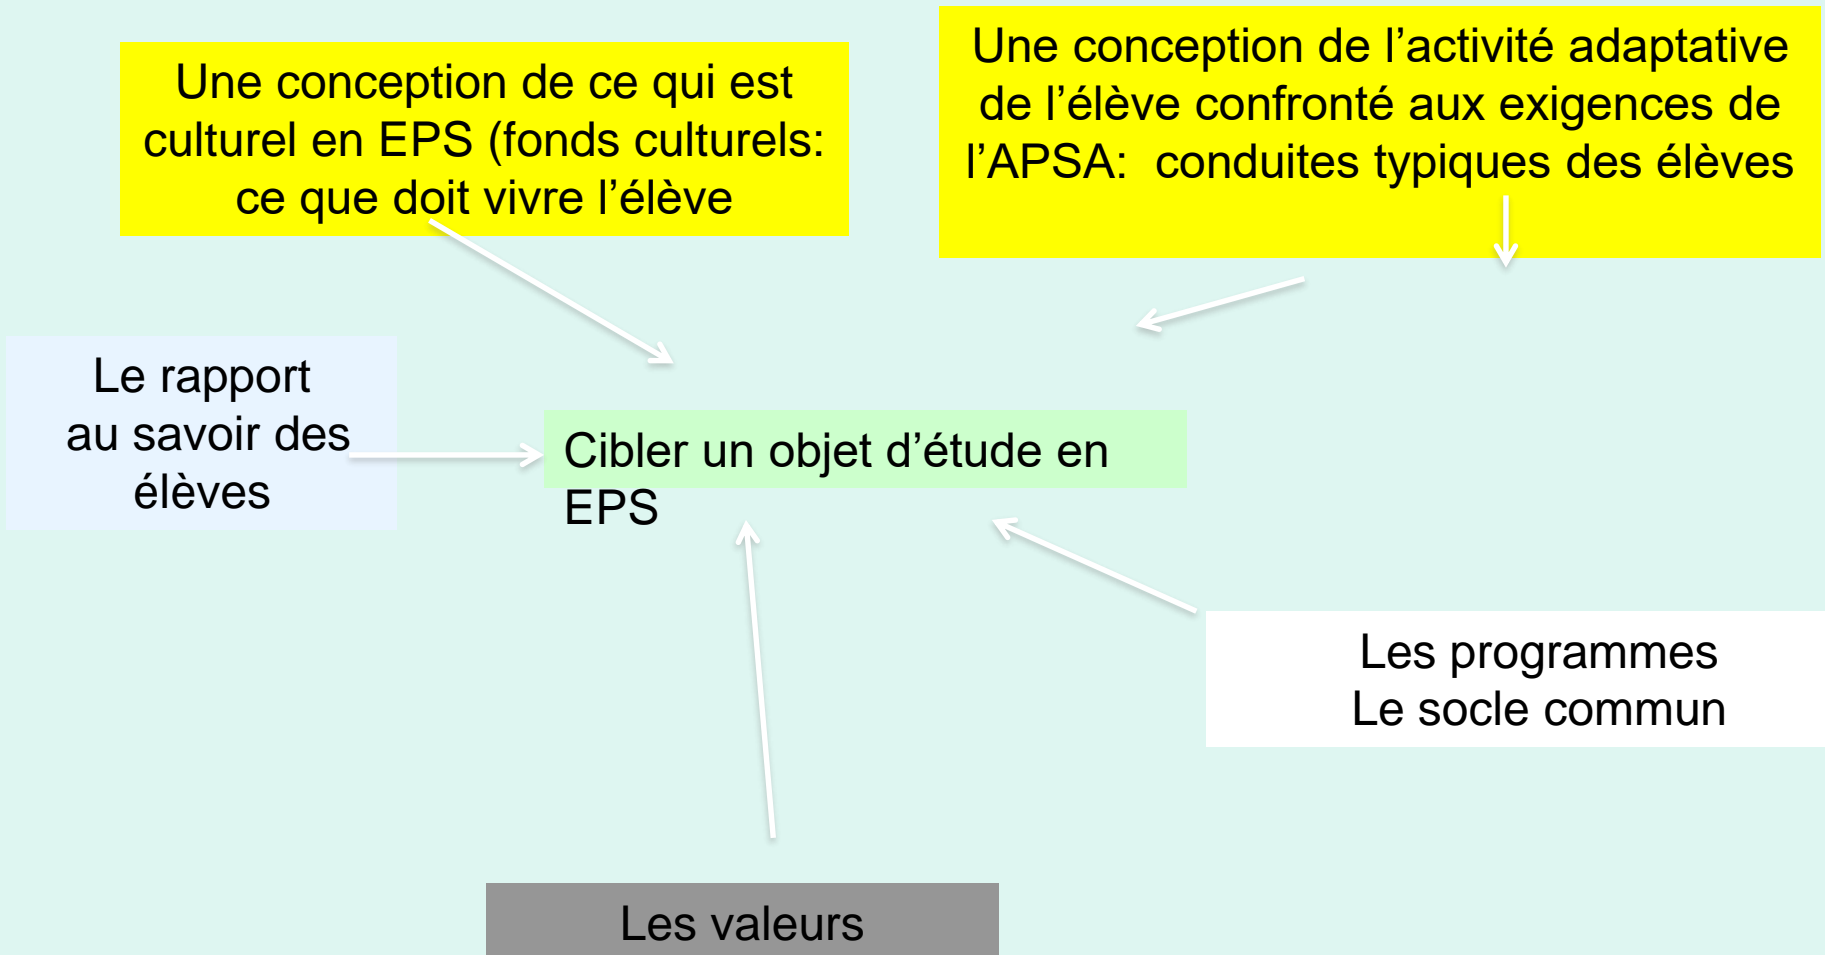 Une conception de ce qui est
culturel en EPS (fonds culturels:
ce que doit vivre l’élève
Une conception de l’activité adaptative
de l’élève confronté aux exigences de
l’APSA:  conduites typiques des élèves
Le rapport
au savoir des
élèves
Cibler un objet d’étude en
EPS
Les programmes
Le socle commun
Les valeurs